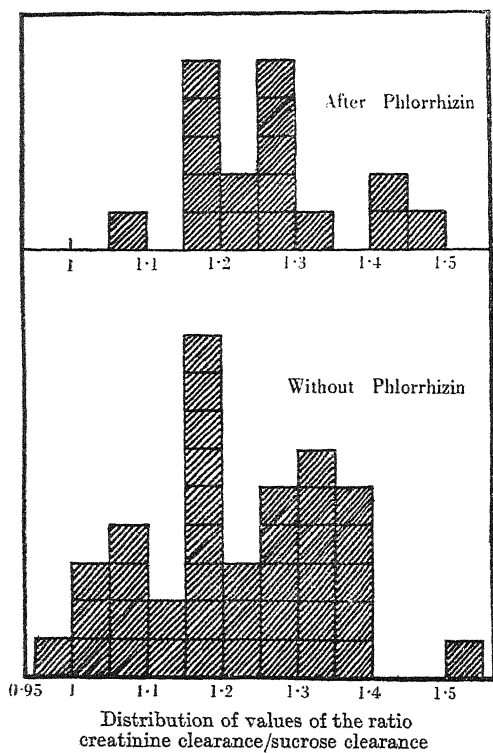 After Phlorrhizin
1 1·1 1·2 1·3 1·4 1·5
Without Phlorrhizin
0·95 1 1·1 1·2 1·3 1·4 1·5
Distribution of values of the ratio
creatinine clearance/sucrose clearance